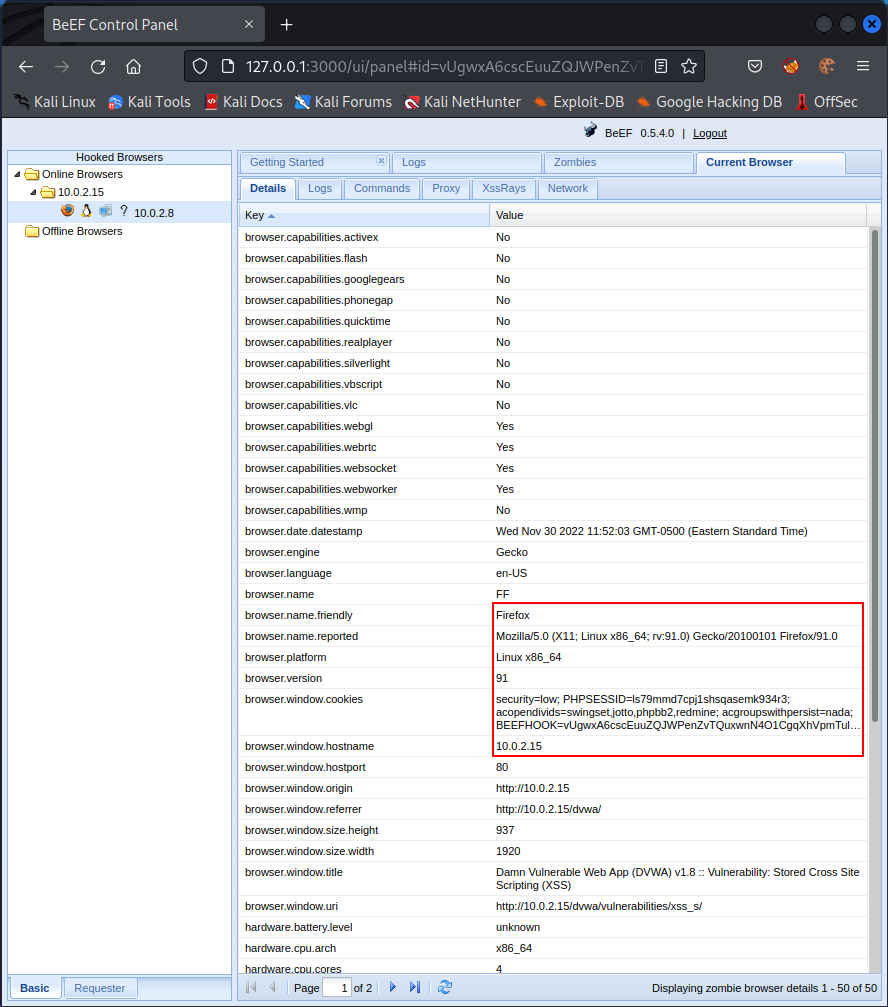 BeEF Control Panel
127.0.0.1:3000/ui/panel#id=vUgwxA6cscEuuZQJWPenZvT
Kali Linux Kali Tools Kali Docs Kali Forums Kali NetHunter Exploit-DB Google Hacking DB OffSec
BeEF 0.5.4.0 | Logout
Hooked Browsers
Online Browsers
10.0.2.15
? 10.0.2.8
Offline Browsers
Basic Requester
Getting Started Logs Zombies Current Browser
Details Logs Commands Proxy XssRays Network
Key Value
browser.capabilities.activex No
browser.capabilities.flash No
browser.capabilities.googlegears No
browser.capabilities.phonegap No
browser.capabilities.quicktime No
browser.capabilities.realplayer No
browser.capabilities.silverlight No
browser.capabilities.vbscript No
browser.capabilities.vlc No
browser.capabilities.webgl Yes
browser.capabilities.webrtc Yes
browser.capabilities.websocket Yes
browser.capabilities.webworker Yes
browser.capabilities.wmp No
browser.date.datestamp Wed Nov 30 2022 11:52:03 GMT-0500 (Eastern Standard Time)
browser.engine Gecko
browser.language en-US
browser.name FF
browser.name.friendly Firefox
browser.name.reported Mozilla/5.0 (X11; Linux x86_64; rv:91.0) Gecko/20100101 Firefox/91.0
browser.platform Linux x86_64
browser.version 91
browser.window.cookies security=low; PHPSESSID=ls79mmd7cpj1shsqasemk934r3;
acopendivids=swingset,jotto,phpbb2,redmine; acgroupswithpersist=nada;
BEEFHOOK=vUgwxA6cscEuuZQJWPenZvTQuxwnN4O1CgqXhVpmTul...
browser.window.hostname 10.0.2.15
browser.window.hostport 80
browser.window.origin http://10.0.2.15
browser.window.referrer http://10.0.2.15/dvwa/
browser.window.size.height 937
browser.window.size.width 1920
browser.window.title Damn Vulnerable Web App (DVWA) v1.8 :: Vulnerability: Stored Cross Site
Scripting (XSS)
browser.window.uri http://10.0.2.15/dvwa/vulnerabilities/xss_s/
hardware.battery.level unknown
hardware.cpu.arch x86_64
hardware.cpu.cores 4
Page 1 of 2 Displaying zombie browser details 1 - 50 of 50